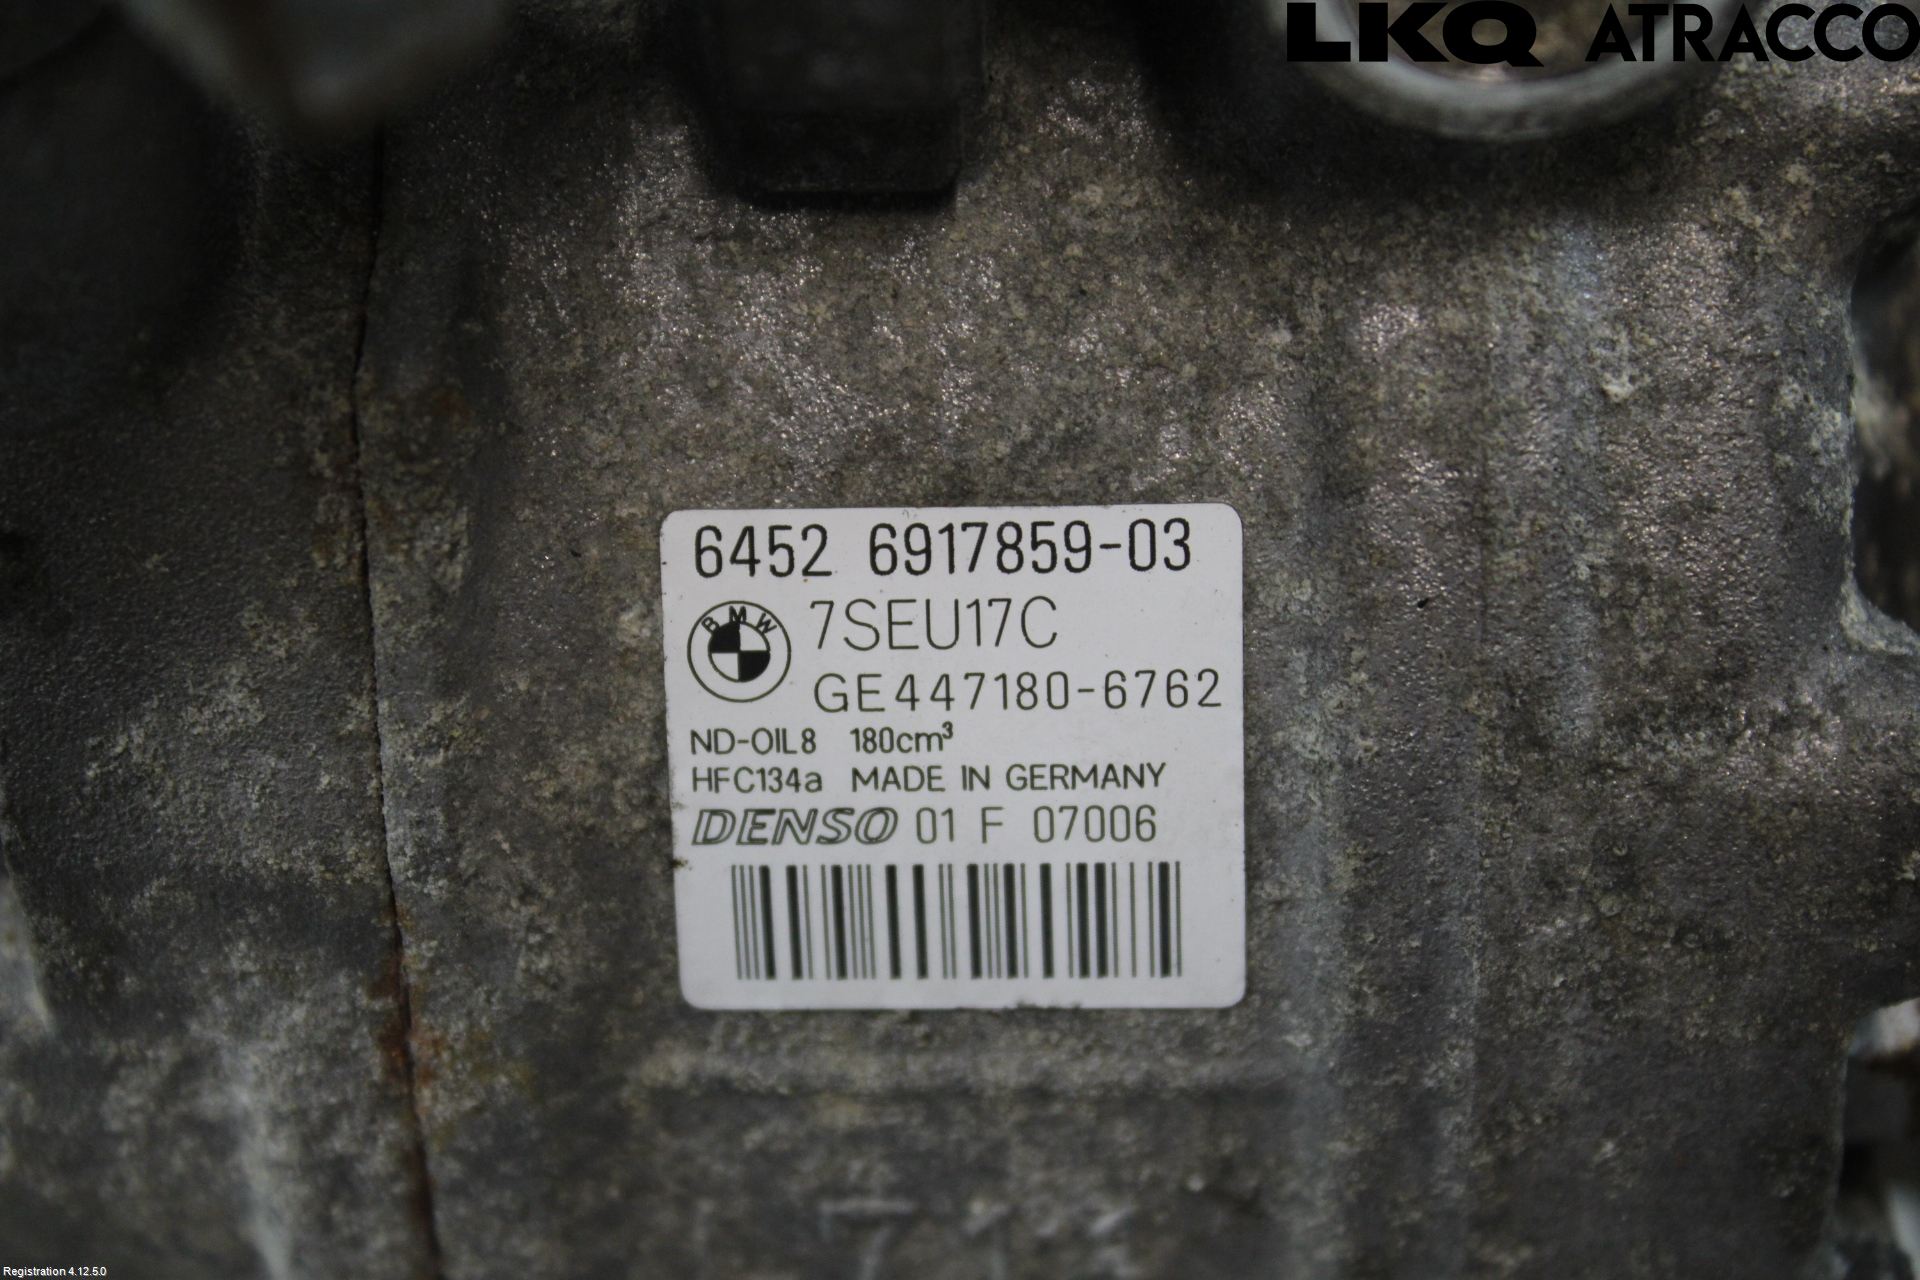 LKQ ATRACCO
6452 6917859-03
BMW
7SEU17C
GE447180-6762
ND-OIL8 180cm³
HFC134a MADE IN GERMANY
DENSO 01 F 07006
Registration 4.12.5.0